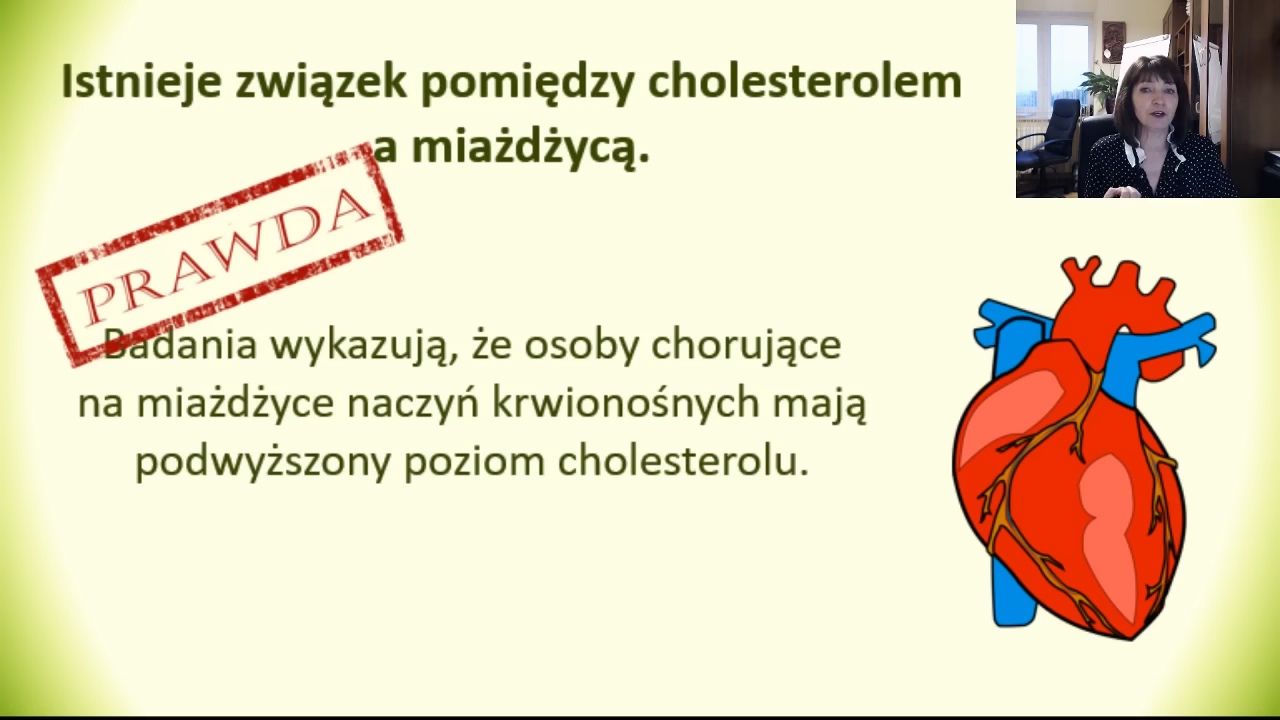 Istnieje związek pomiędzy cholesterolem
a miażdżycą.
PRAWDA
Badania wykazują, że osoby chorujące
na miażdżyce naczyń krwionośnych mają
podwyższony poziom cholesterolu.